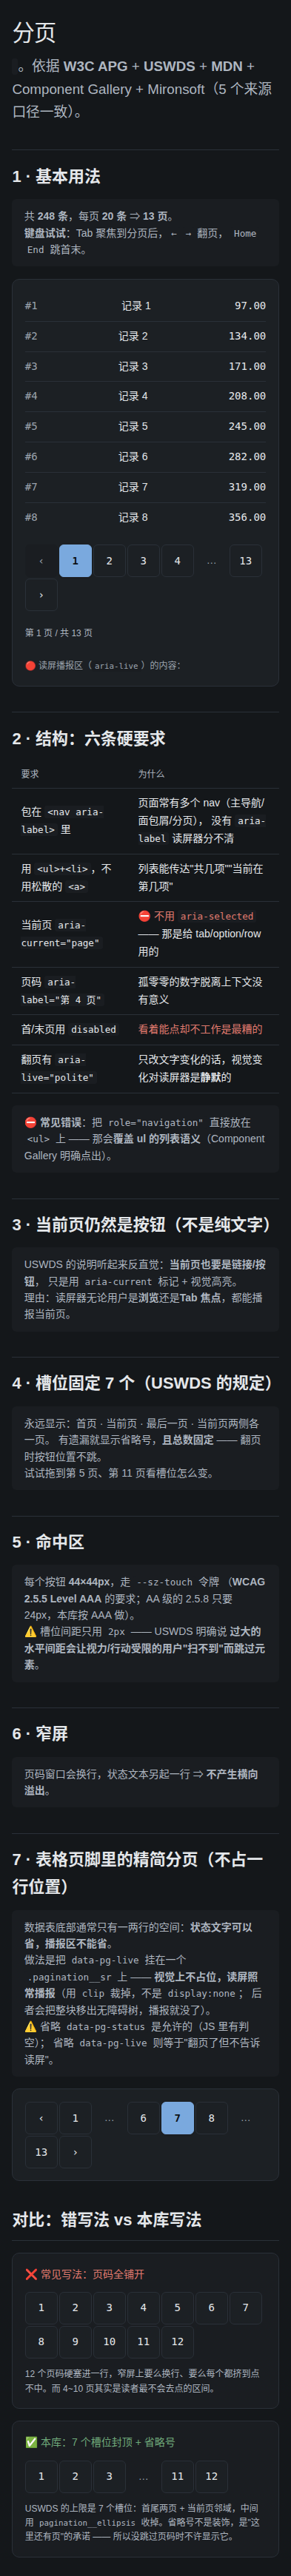 分页
。依据 W3C APG + USWDS + MDN +
Component Gallery + Mironsoft（5 个来源
口径一致）。
1 · 基本用法
共 248 条，每页 20 条 ⇒ 13 页。
键盘试试：Tab 聚焦到分页后， ← → 翻页， Home
End 跳首末。
#1 记录 1 97.00
#2 记录 2 134.00
#3 记录 3 171.00
#4 记录 4 208.00
#5 记录 5 245.00
#6 记录 6 282.00
#7 记录 7 319.00
#8 记录 8 356.00
‹ 1 2 3 4 … 13
›
第 1 页 / 共 13 页
🔴 读屏播报区（ aria-live ）的内容：
2 · 结构：六条硬要求
要求 为什么
包在 <nav aria-
label> 里
页面常有多个 nav（主导航/
面包屑/分页）， 没有 aria-
label 读屏器分不清
用 <ul>+<li> ，不
用松散的 <a>
列表能传达"共几项""当前在
第几项"
当前页 aria-
current="page"
⛔ 不用 aria-selected
—— 那是给 tab/option/row
用的
页码 aria-
label="第 4 页"
孤零零的数字脱离上下文没
有意义
首/末页用 disabled
看着能点却不工作是最糟的
翻页有 aria-
live="polite"
只改文字变化的话，视觉变
化对读屏器是静默的
⛔ 常见错误：把 role="navigation" 直接放在
<ul> 上 —— 那会覆盖 ul 的列表语义（Component
Gallery 明确点出）。
3 · 当前页仍然是按钮（不是纯文字）
USWDS 的说明听起来反直觉：当前页也要是链接/按
钮， 只是用 aria-current 标记 + 视觉高亮。
理由：读屏器无论用户是浏览还是Tab 焦点，都能播
报当前页。
4 · 槽位固定 7 个（USWDS 的规定）
永远显示：首页 · 当前页 · 最后一页 · 当前页两侧各
一页。 有遗漏就显示省略号，且总数固定 —— 翻页
时按钮位置不跳。
试试拖到第 5 页、第 11 页看槽位怎么变。
5 · 命中区
每个按钮 44×44px，走 --sz-touch 令牌 （WCAG
2.5.5 Level AAA 的要求；AA 级的 2.5.8 只要
24px，本库按 AAA 做）。
⚠️ 槽位间距只用 2px —— USWDS 明确说 过大的
水平间距会让视力/行动受限的用户"扫不到"而跳过元
素。
6 · 窄屏
页码窗口会换行，状态文本另起一行 ⇒ 不产生横向
溢出。
7 · 表格页脚里的精简分页（不占一
行位置）
数据表底部通常只有一两行的空间：状态文字可以
省，播报区不能省。
做法是把 data-pg-live 挂在一个
.pagination__sr 上 —— 视觉上不占位，读屏照
常播报（用 clip 裁掉，不是 display:none ； 后
者会把整块移出无障碍树，播报就没了）。
⚠️ 省略 data-pg-status 是允许的（JS 里有判
空）； 省略 data-pg-live 则等于"翻页了但不告诉
读屏"。
‹ 1 … 6 7 8 …
13 ›
对比：错写法 vs 本库写法
❌ 常见写法：页码全铺开
1 2 3 4 5 6 7
8 9 10 11 12
12 个页码硬塞进一行，窄屏上要么换行、要么每个都挤到点
不中。而 4~10 页其实是读者最不会去点的区间。
✅ 本库：7 个槽位封顶 + 省略号
1 2 3 … 11 12
USWDS 的上限是 7 个槽位：首尾两页 + 当前页邻域，中间
用 pagination__ellipsis 收掉。省略号不是装饰，是"这
里还有页"的承诺 —— 所以没跳过页码时不许显示它。